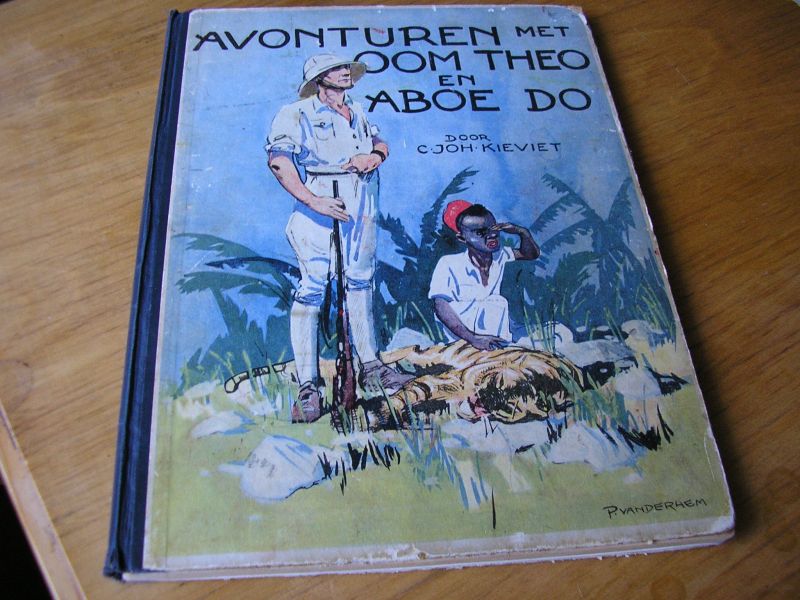 AVONTUREN MET
OOM THEO
EN
ABOE DO
DOOR
C. JOH. KIEVIET
P. VANDERHEM